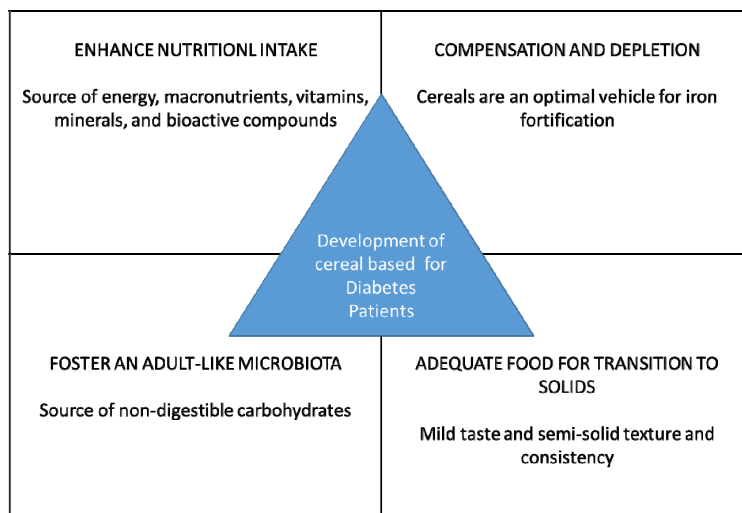 ENHANCE NUTRITIONL INTAKE
Source of energy, macronutrients, vitamins,
minerals, and bioactive compounds
COMPENSATION AND DEPLETION
Cereals are an optimal vehicle for iron
fortification
Development of
cereal based for
Diabetes
Patients
FOSTER AN ADULT-LIKE MICROBIOTA
Source of non-digestible carbohydrates
ADEQUATE FOOD FOR TRANSITION TO
SOLIDS
Mild taste and semi-solid texture and
consistency